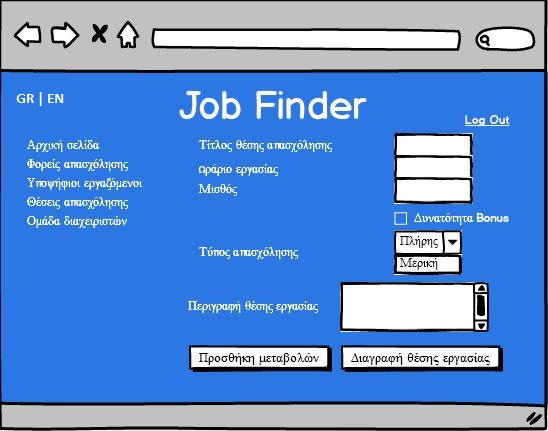 GR | EN
Job Finder
Log Out
Αρχική σελίδα
Φορείς απασχόλησης
Υποψήφιοι εργαζόμενοι
Θέσεις απασχόλησης
Ομάδα διαχειριστών
Τίτλος θέσης απασχόλησης
Ωράριο εργασίας
Μισθός
Δυνατότητα Bonus
Τύπος απασχόλησης
Πλήρης
Μερική
Περιγραφή θέσης εργασίας
Προσθήκη μεταβολών
Διαγραφή θέσης εργασίας